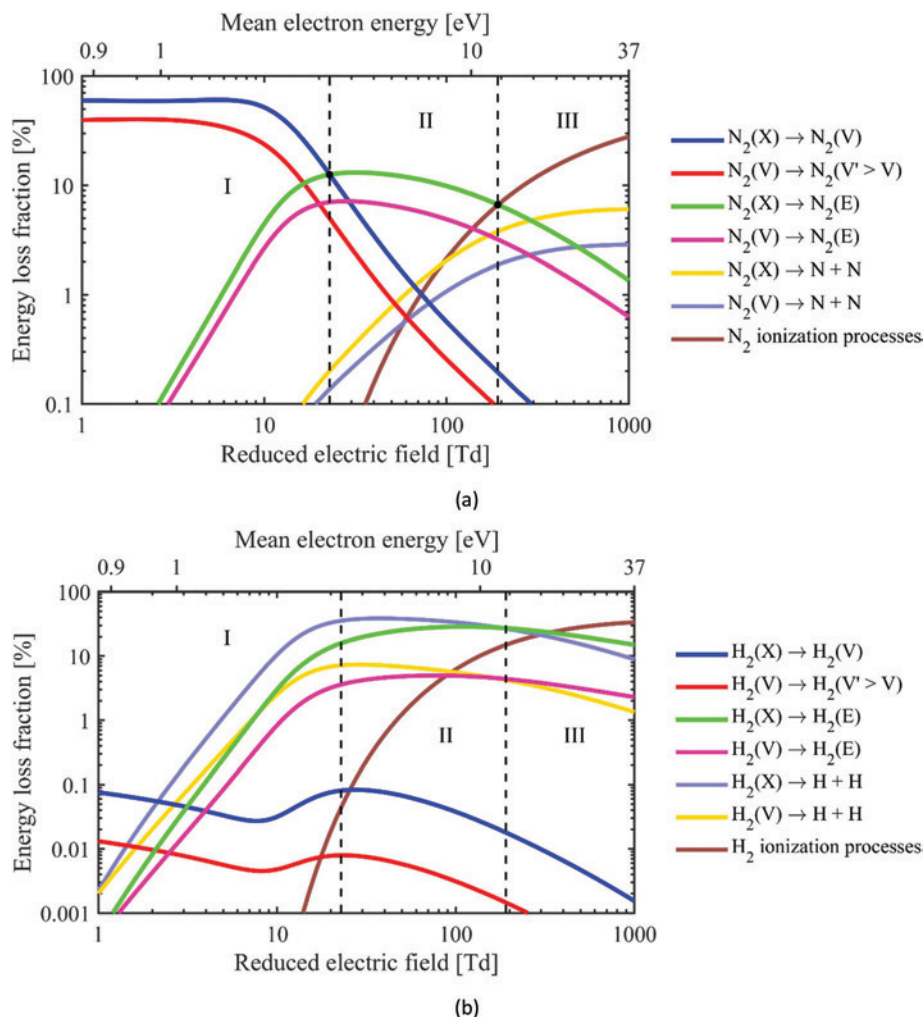 Mean electron energy [eV]
0.9 1 10 37
100
10
1
0.1
Energy loss fraction [%]
I
II
III
1 10 100 1000
Reduced electric field [Td]
N2(X) → N2(V)
N2(V) → N2(V' > V)
N2(X) → N2(E)
N2(V) → N2(E)
N2(X) → N + N
N2(V) → N + N
N2 ionization processes
(a)
Mean electron energy [eV]
0.9 1 10 37
100
10
1
0.1
0.01
0.001
Energy loss fraction [%]
I
II
III
1 10 100 1000
Reduced electric field [Td]
H2(X) → H2(V)
H2(V) → H2(V' > V)
H2(X) → H2(E)
H2(V) → H2(E)
H2(X) → H + H
H2(V) → H + H
H2 ionization processes
(b)